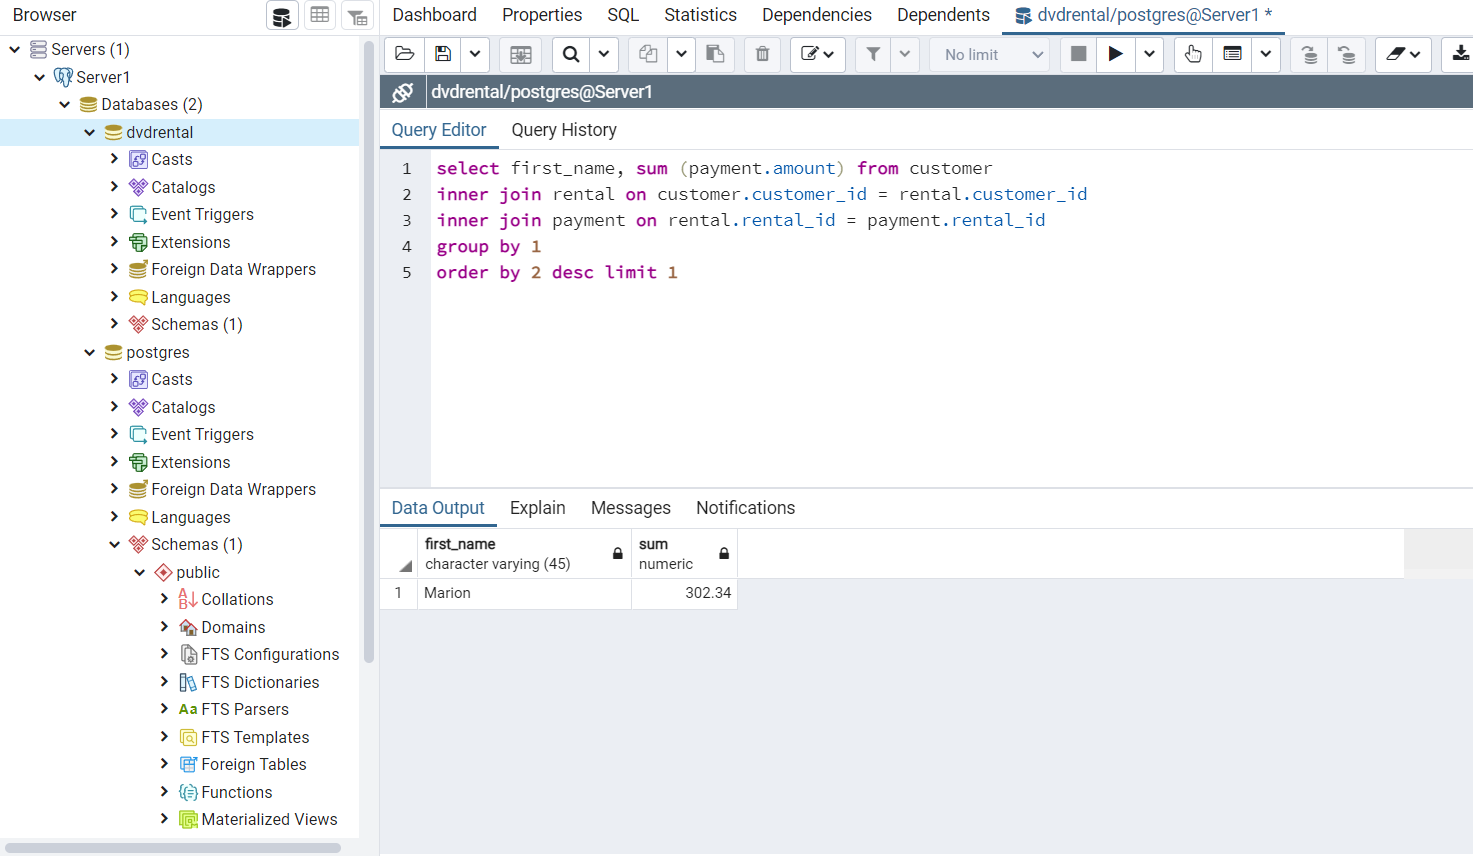 Browser
Dashboard Properties SQL Statistics Dependencies Dependents dvdrental/postgres@Server1 *
Servers (1)
Server1
Databases (2)
dvdrental
Casts
Catalogs
Event Triggers
Extensions
Foreign Data Wrappers
Languages
Schemas (1)
postgres
Casts
Catalogs
Event Triggers
Extensions
Foreign Data Wrappers
Languages
Schemas (1)
public
Collations
Domains
FTS Configurations
FTS Dictionaries
Aa FTS Parsers
FTS Templates
Foreign Tables
Functions
Materialized Views
No limit
dvdrental/postgres@Server1
Query Editor Query History
1 select first_name, sum (payment.amount) from customer
2 inner join rental on customer.customer_id = rental.customer_id
3 inner join payment on rental.rental_id = payment.rental_id
4 group by 1
5 order by 2 desc limit 1
Data Output Explain Messages Notifications
first_name sum
character varying (45) numeric
1 Marion 302.34